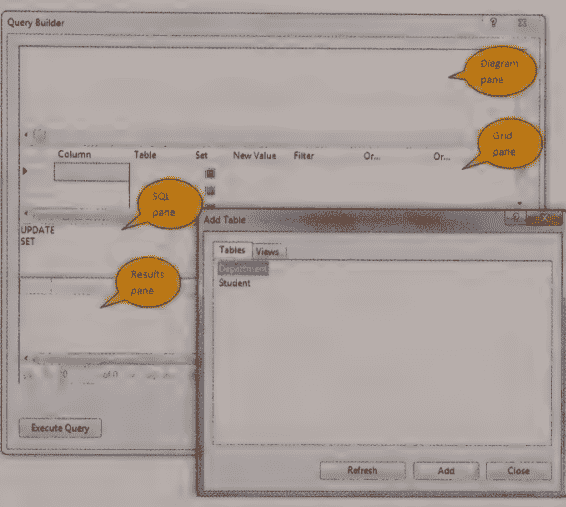 Query Builder
?
Diegram
pane
Grid
pane
Column Table Set New Value Filter Or... Or...
SQL
pane
UPDATE
SET
Results
pane
Add Table
?
Tables Views
Department
Student
Execute Query
Refresh Add Close